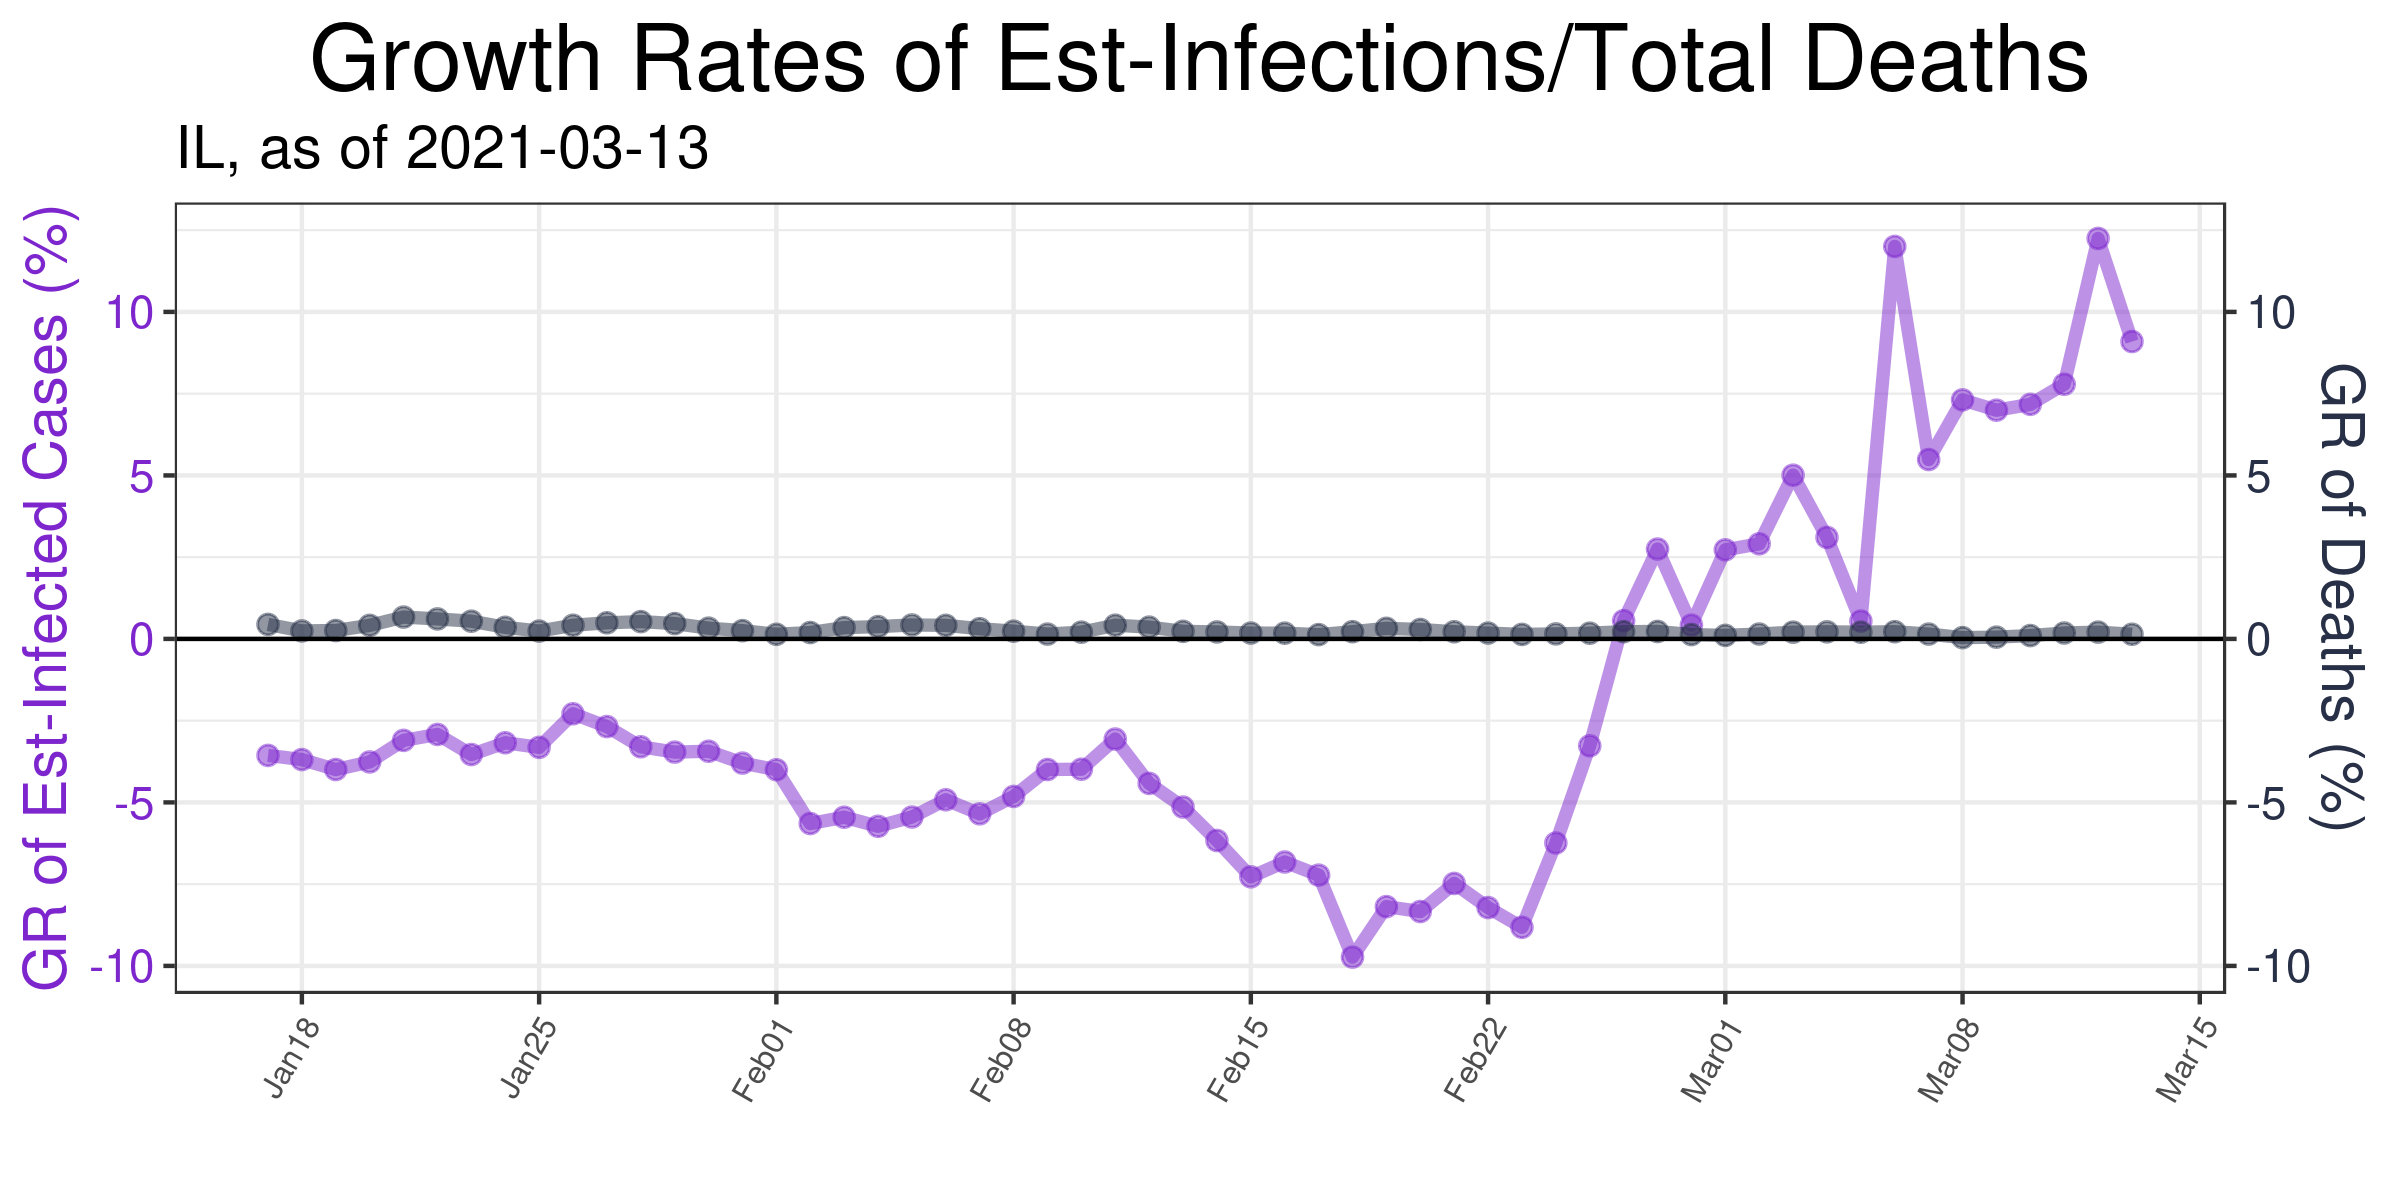 Growth Rates of Est-Infections/Total Deaths
IL, as of 2021-03-13
GR of Est-Infected Cases (%)
10
5
0
-5
-10
10
5
0
-5
-10
GR of Deaths (%)
Jan18
Jan25
Feb01
Feb08
Feb15
Feb22
Mar01
Mar08
Mar15